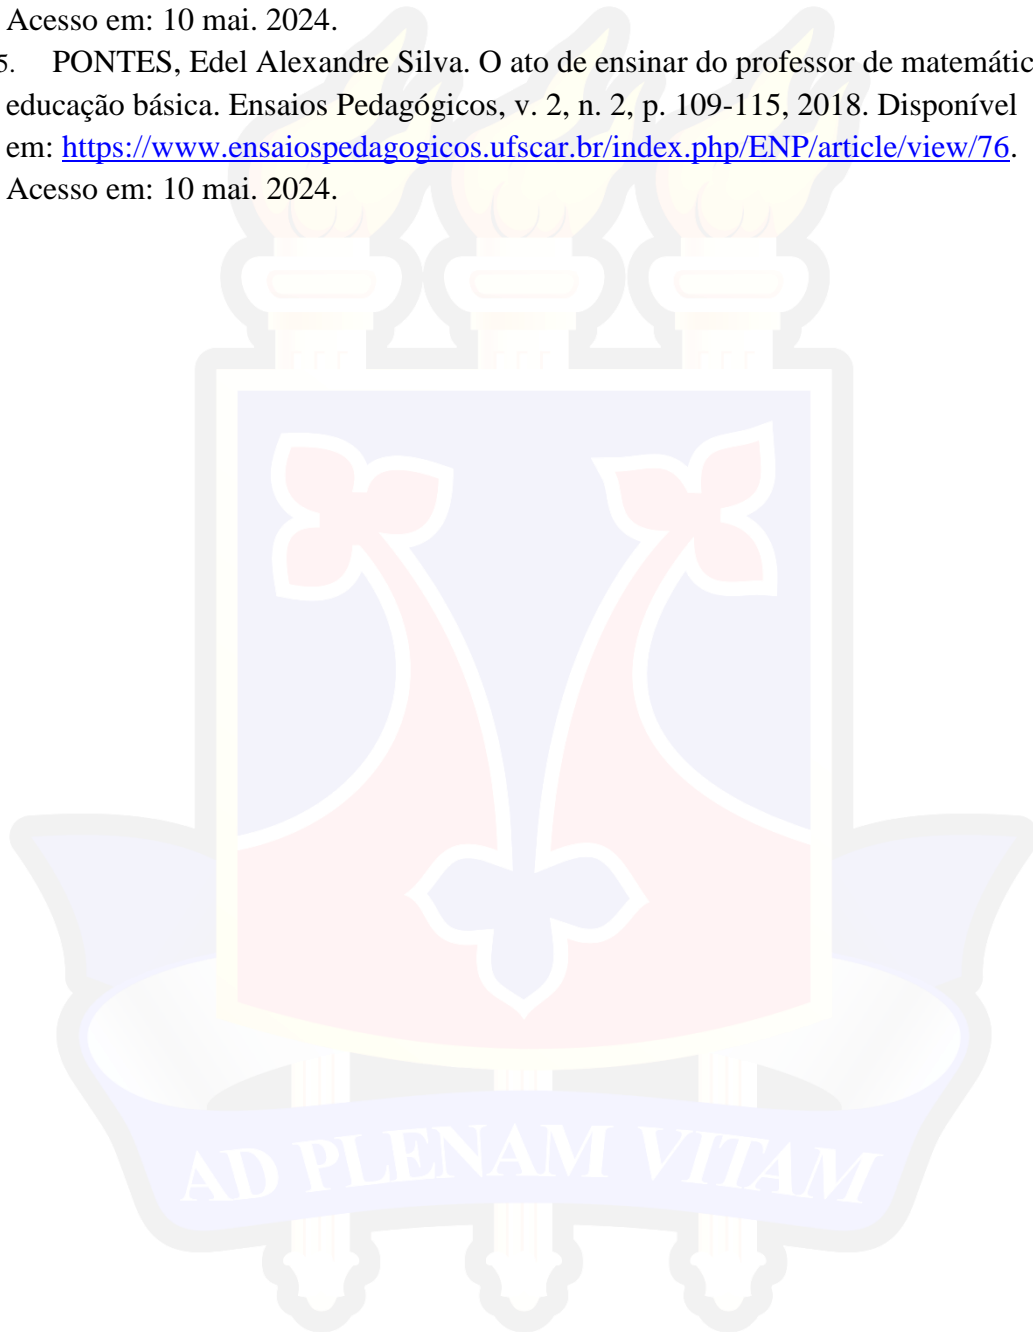 Acesso em: 10 mai. 2024.
5. PONTES, Edel Alexandre Silva. O ato de ensinar do professor de
educação básica. Ensaios Pedagógicos, v. 2, n. 2, p. 109-115, 2018. Disponível
em: https://www.ensaiospedagogicos.ufscar.br/index.php/ENP/article/view/76.
Acesso em: 10 mai. 2024.
AD PLENAM VITAM